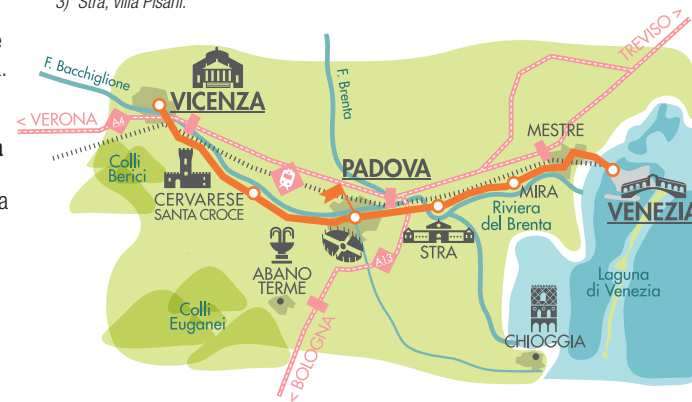 3) Stra, Villa Pisani.
e
.
a
a
F. Bacchiglione
VICENZA
< VERONA
A4
Colli
Berici
CERVARESE
SANTA CROCE
F. Brenta
TREVISO >
MESTRE
PADOVA
MIRA
Riviera
del Brenta
VENEZIA
STRA
A13
ABANO
TERME
Colli
Euganei
< BOLOGNA
Laguna
di Venezia
CHIOGGIA